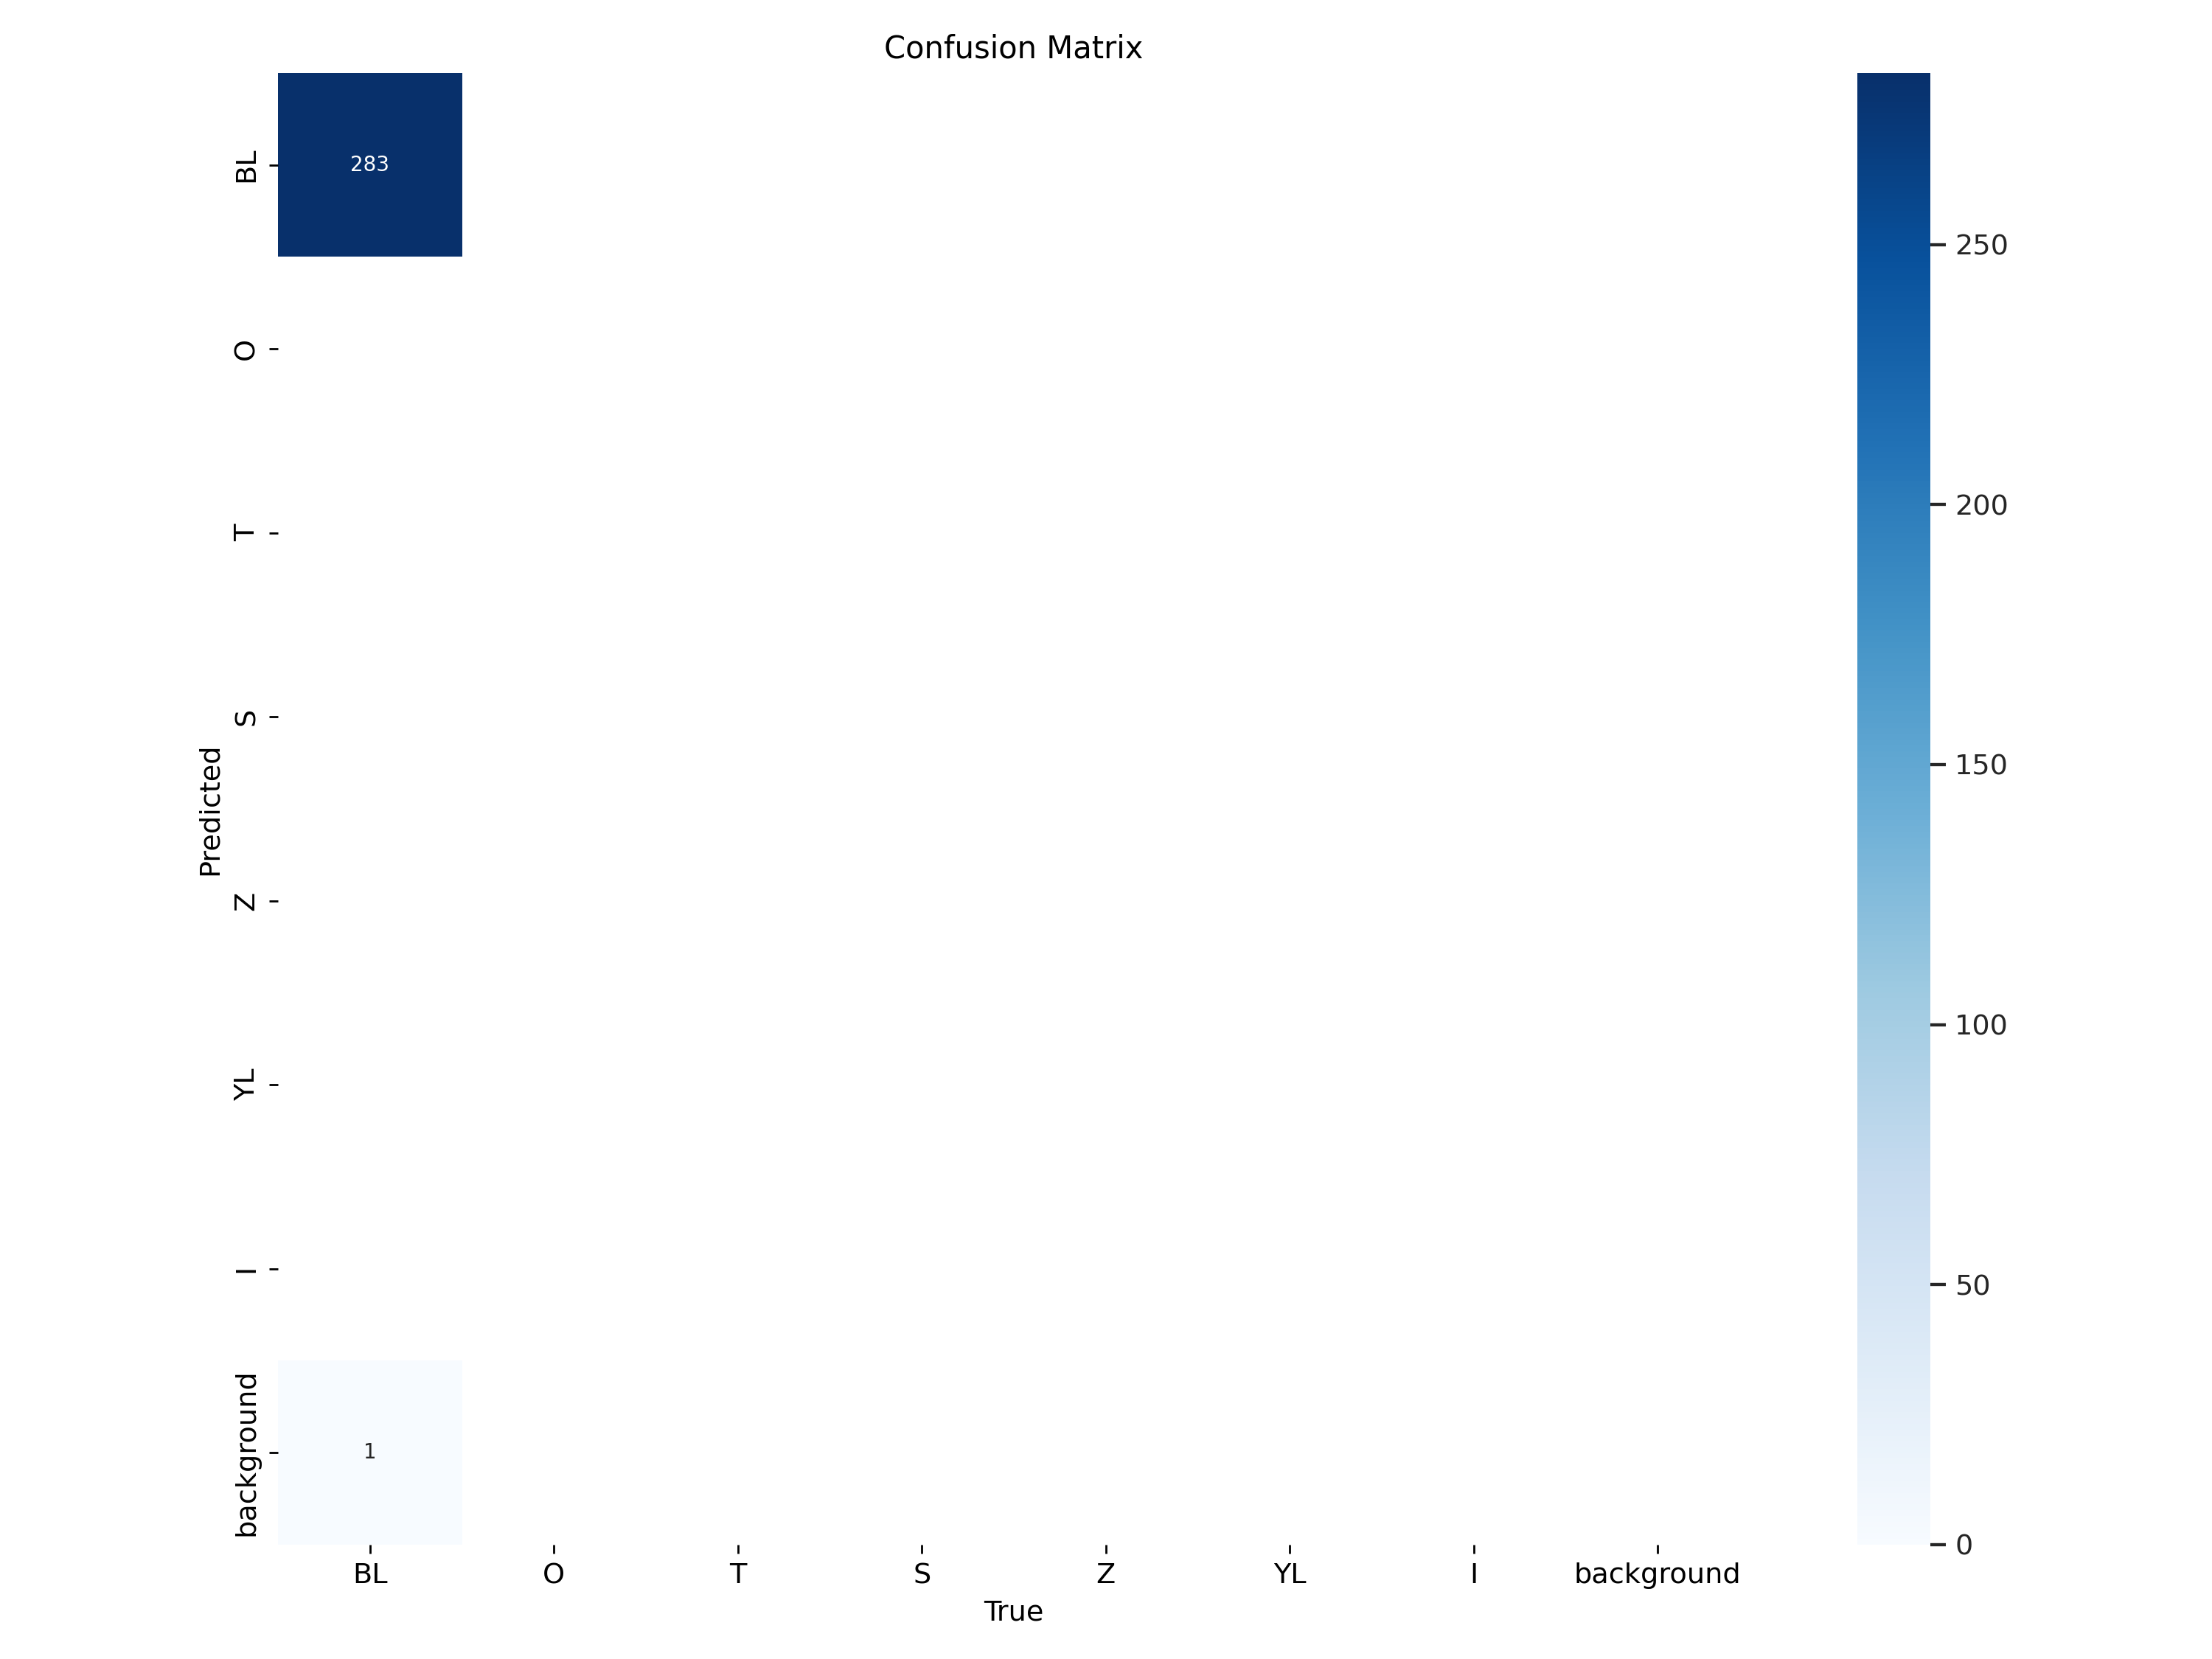 Confusion Matrix
BL
283
O
T
S
Z
YL
I
background
1
Predicted
BL O T S Z YL I background
True
250
200
150
100
50
0